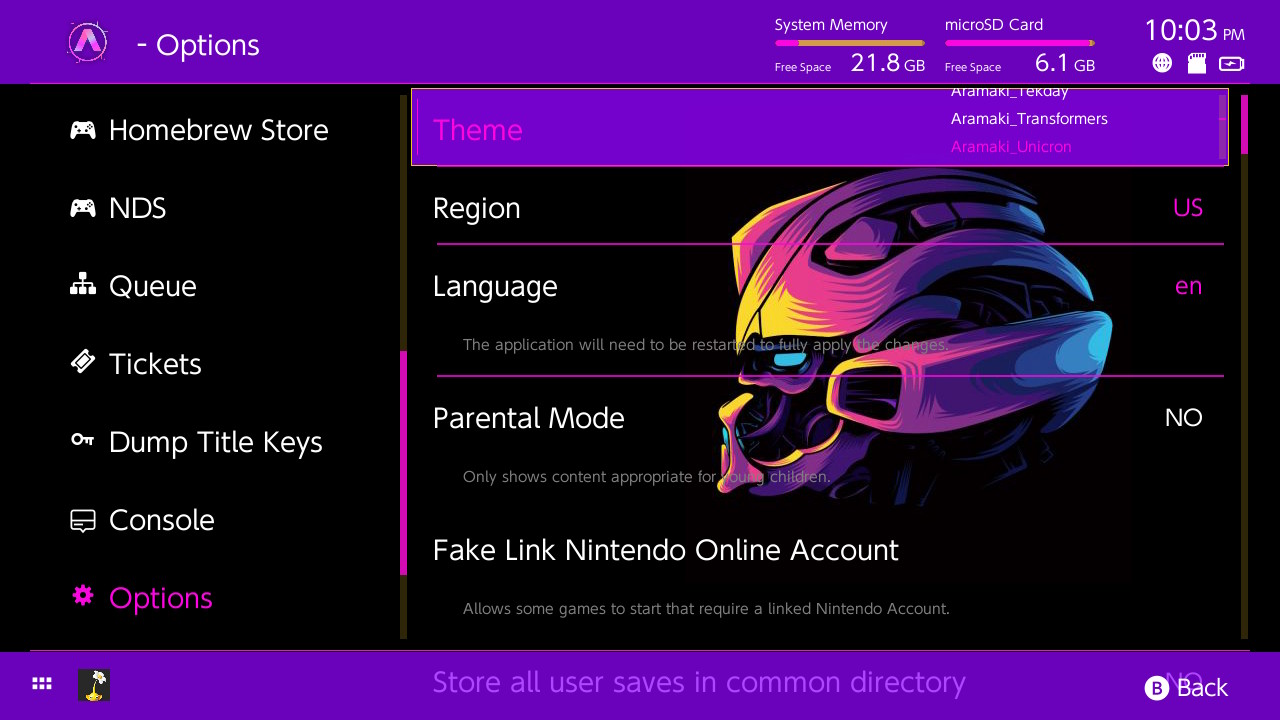 - Options
System Memory
Free Space 21.8 GB
microSD Card
Free Space 6.1 GB
10:03 PM
Homebrew Store
NDS
Queue
Tickets
Dump Title Keys
Console
Options
Theme
Aramaki_Tekday
Aramaki_Transformers
Aramaki_Unicron
Region US
Language en
The application will need to be restarted to fully apply the changes.
Parental Mode NO
Only shows content appropriate for young children.
Fake Link Nintendo Online Account
Allows some games to start that require a linked Nintendo Account.
Store all user saves in common directory NO
B Back